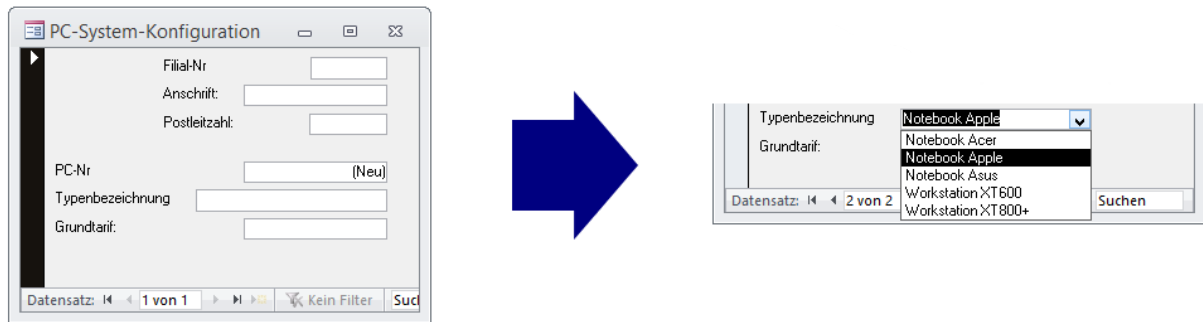 PC-System-Konfiguration
Filial-Nr
Anschrift:
Postleitzahl:
PC-Nr (Neu)
Typenbezeichnung
Grundtarif:
Datensatz: 1 von 1 Kein Filter Suc
Typenbezeichnung Notebook Apple
Grundtarif:
Notebook Acer
Notebook Apple
Notebook Asus
Workstation XT600
Workstation XT800+
Datensatz: 2 von 2 Suchen